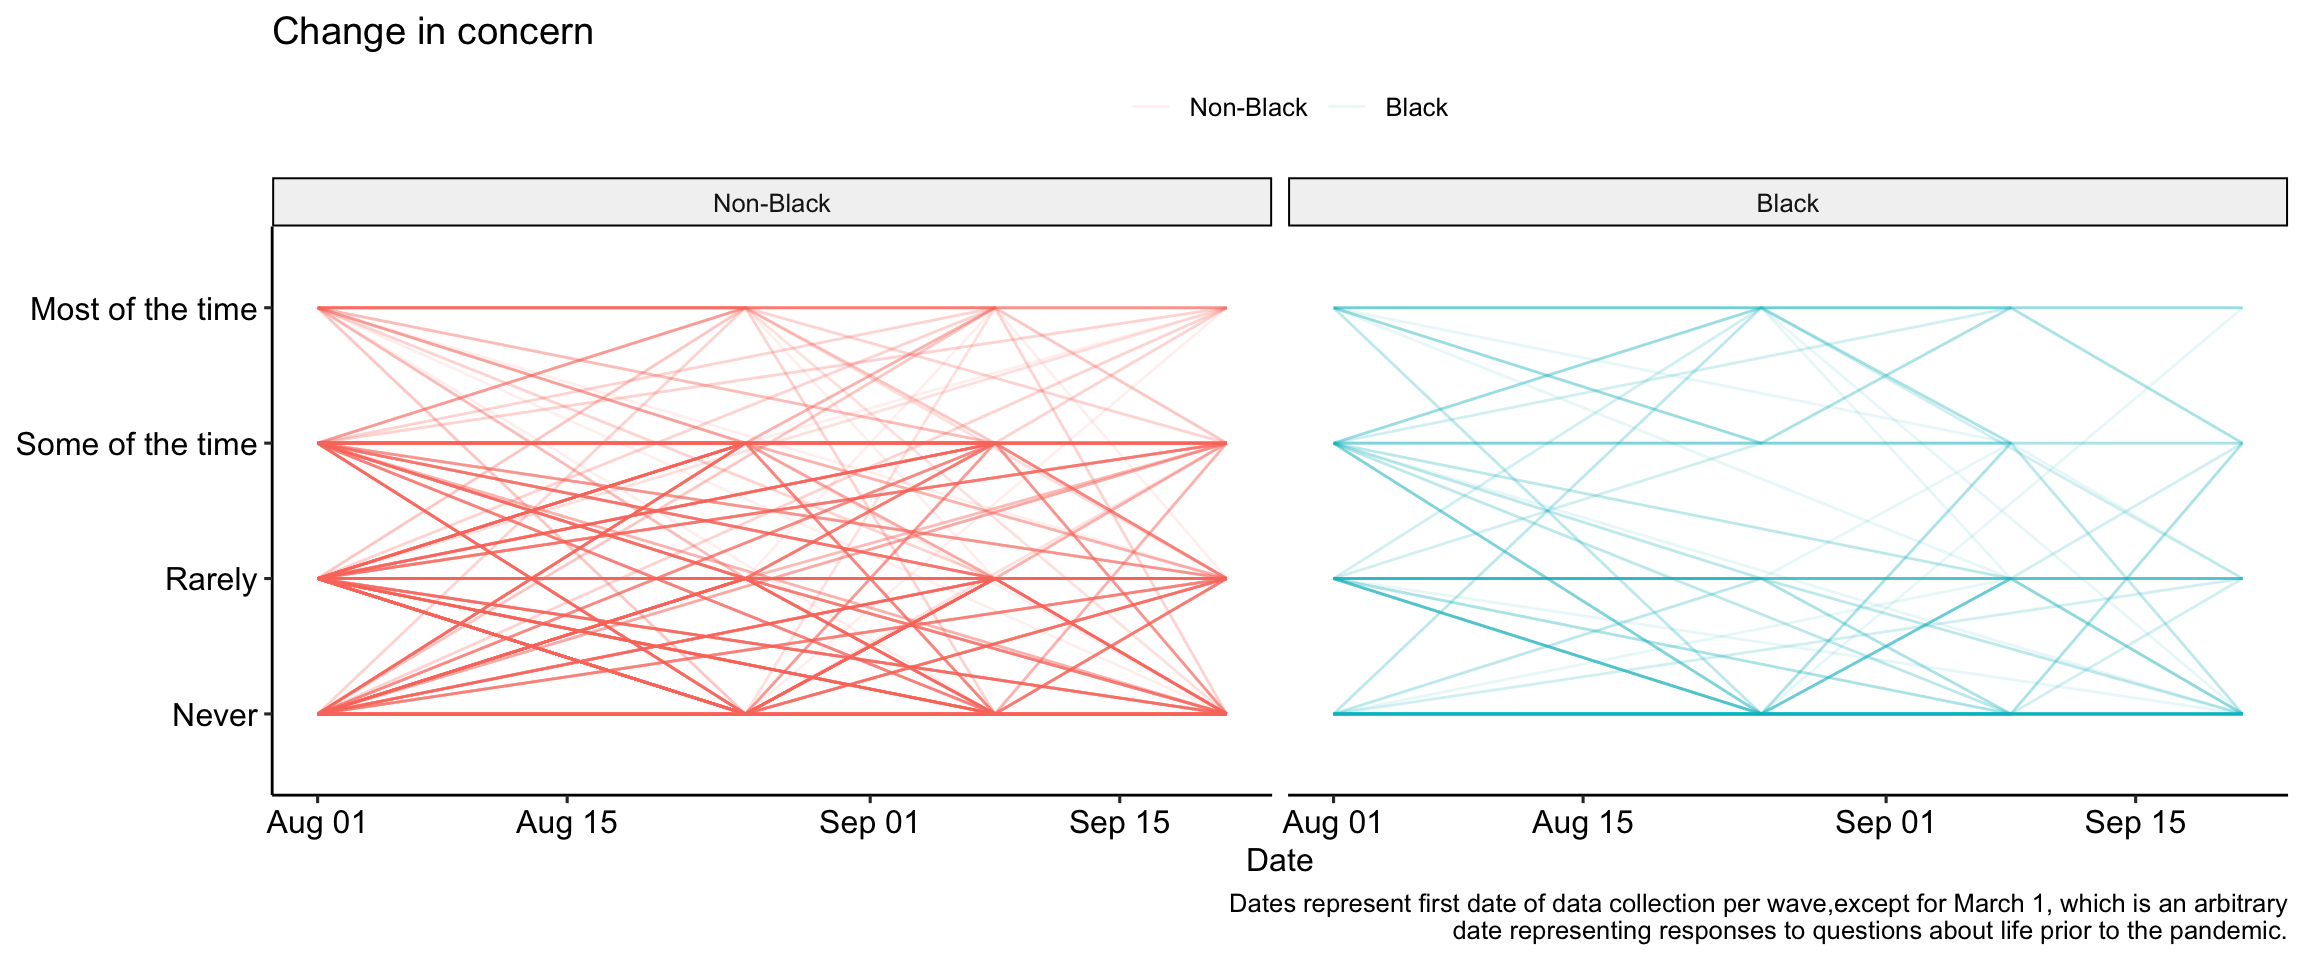 Change in concern
Non-Black Black
Non-Black Black
Most of the time
Some of the time
Rarely
Never
Aug 01 Aug 15 Sep 01 Sep 15 Aug 01 Aug 15 Sep 01 Sep 15
Date
Dates represent first date of data collection per wave,except for March 1, which is an arbitrary
date representing responses to questions about life prior to the pandemic.